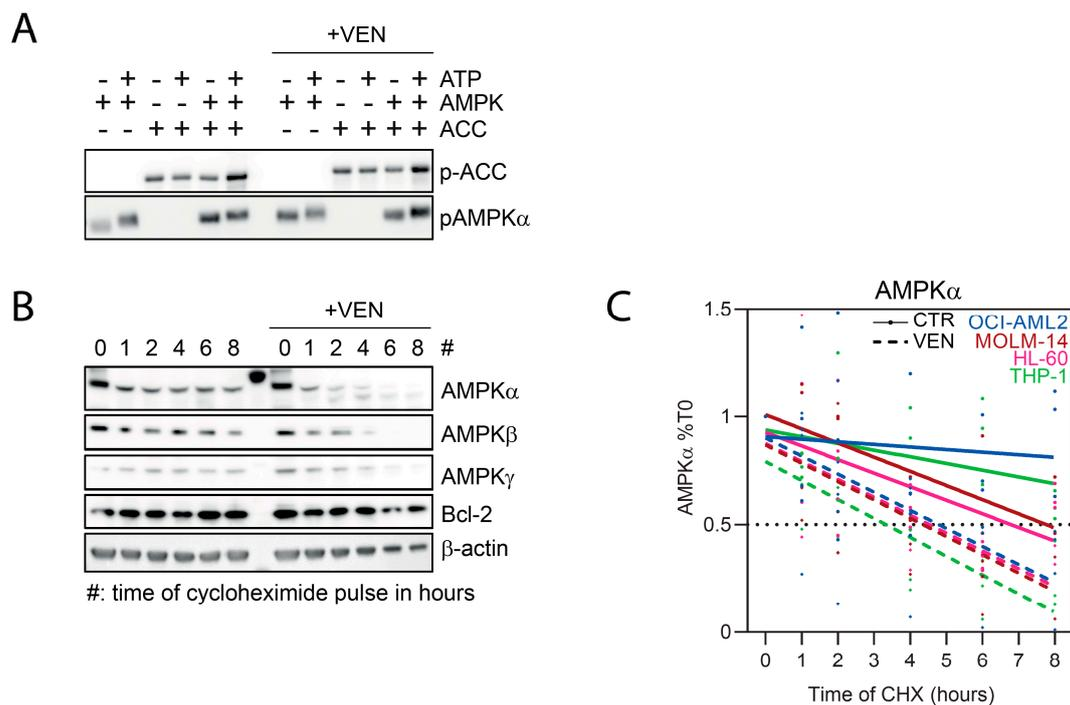 A
+VEN
- + - + - + - + - + - + ATP
+ + - - + + + + - - + + AMPK
- - + + + + - - + + + + ACC
p-ACC
pAMPKα
B
+VEN
0 1 2 4 6 8 0 1 2 4 6 8 #
AMPKα
AMPKβ
AMPKγ
Bcl-2
β-actin
#: time of cycloheximide pulse in hours
C
AMPKα
CTR
VEN
OCI-AML2
MOLM-14
HL-60
THP-1
1.5
1
0.5
0
AMPKα %T0
0 1 2 3 4 5 6 7 8
Time of CHX (hours)